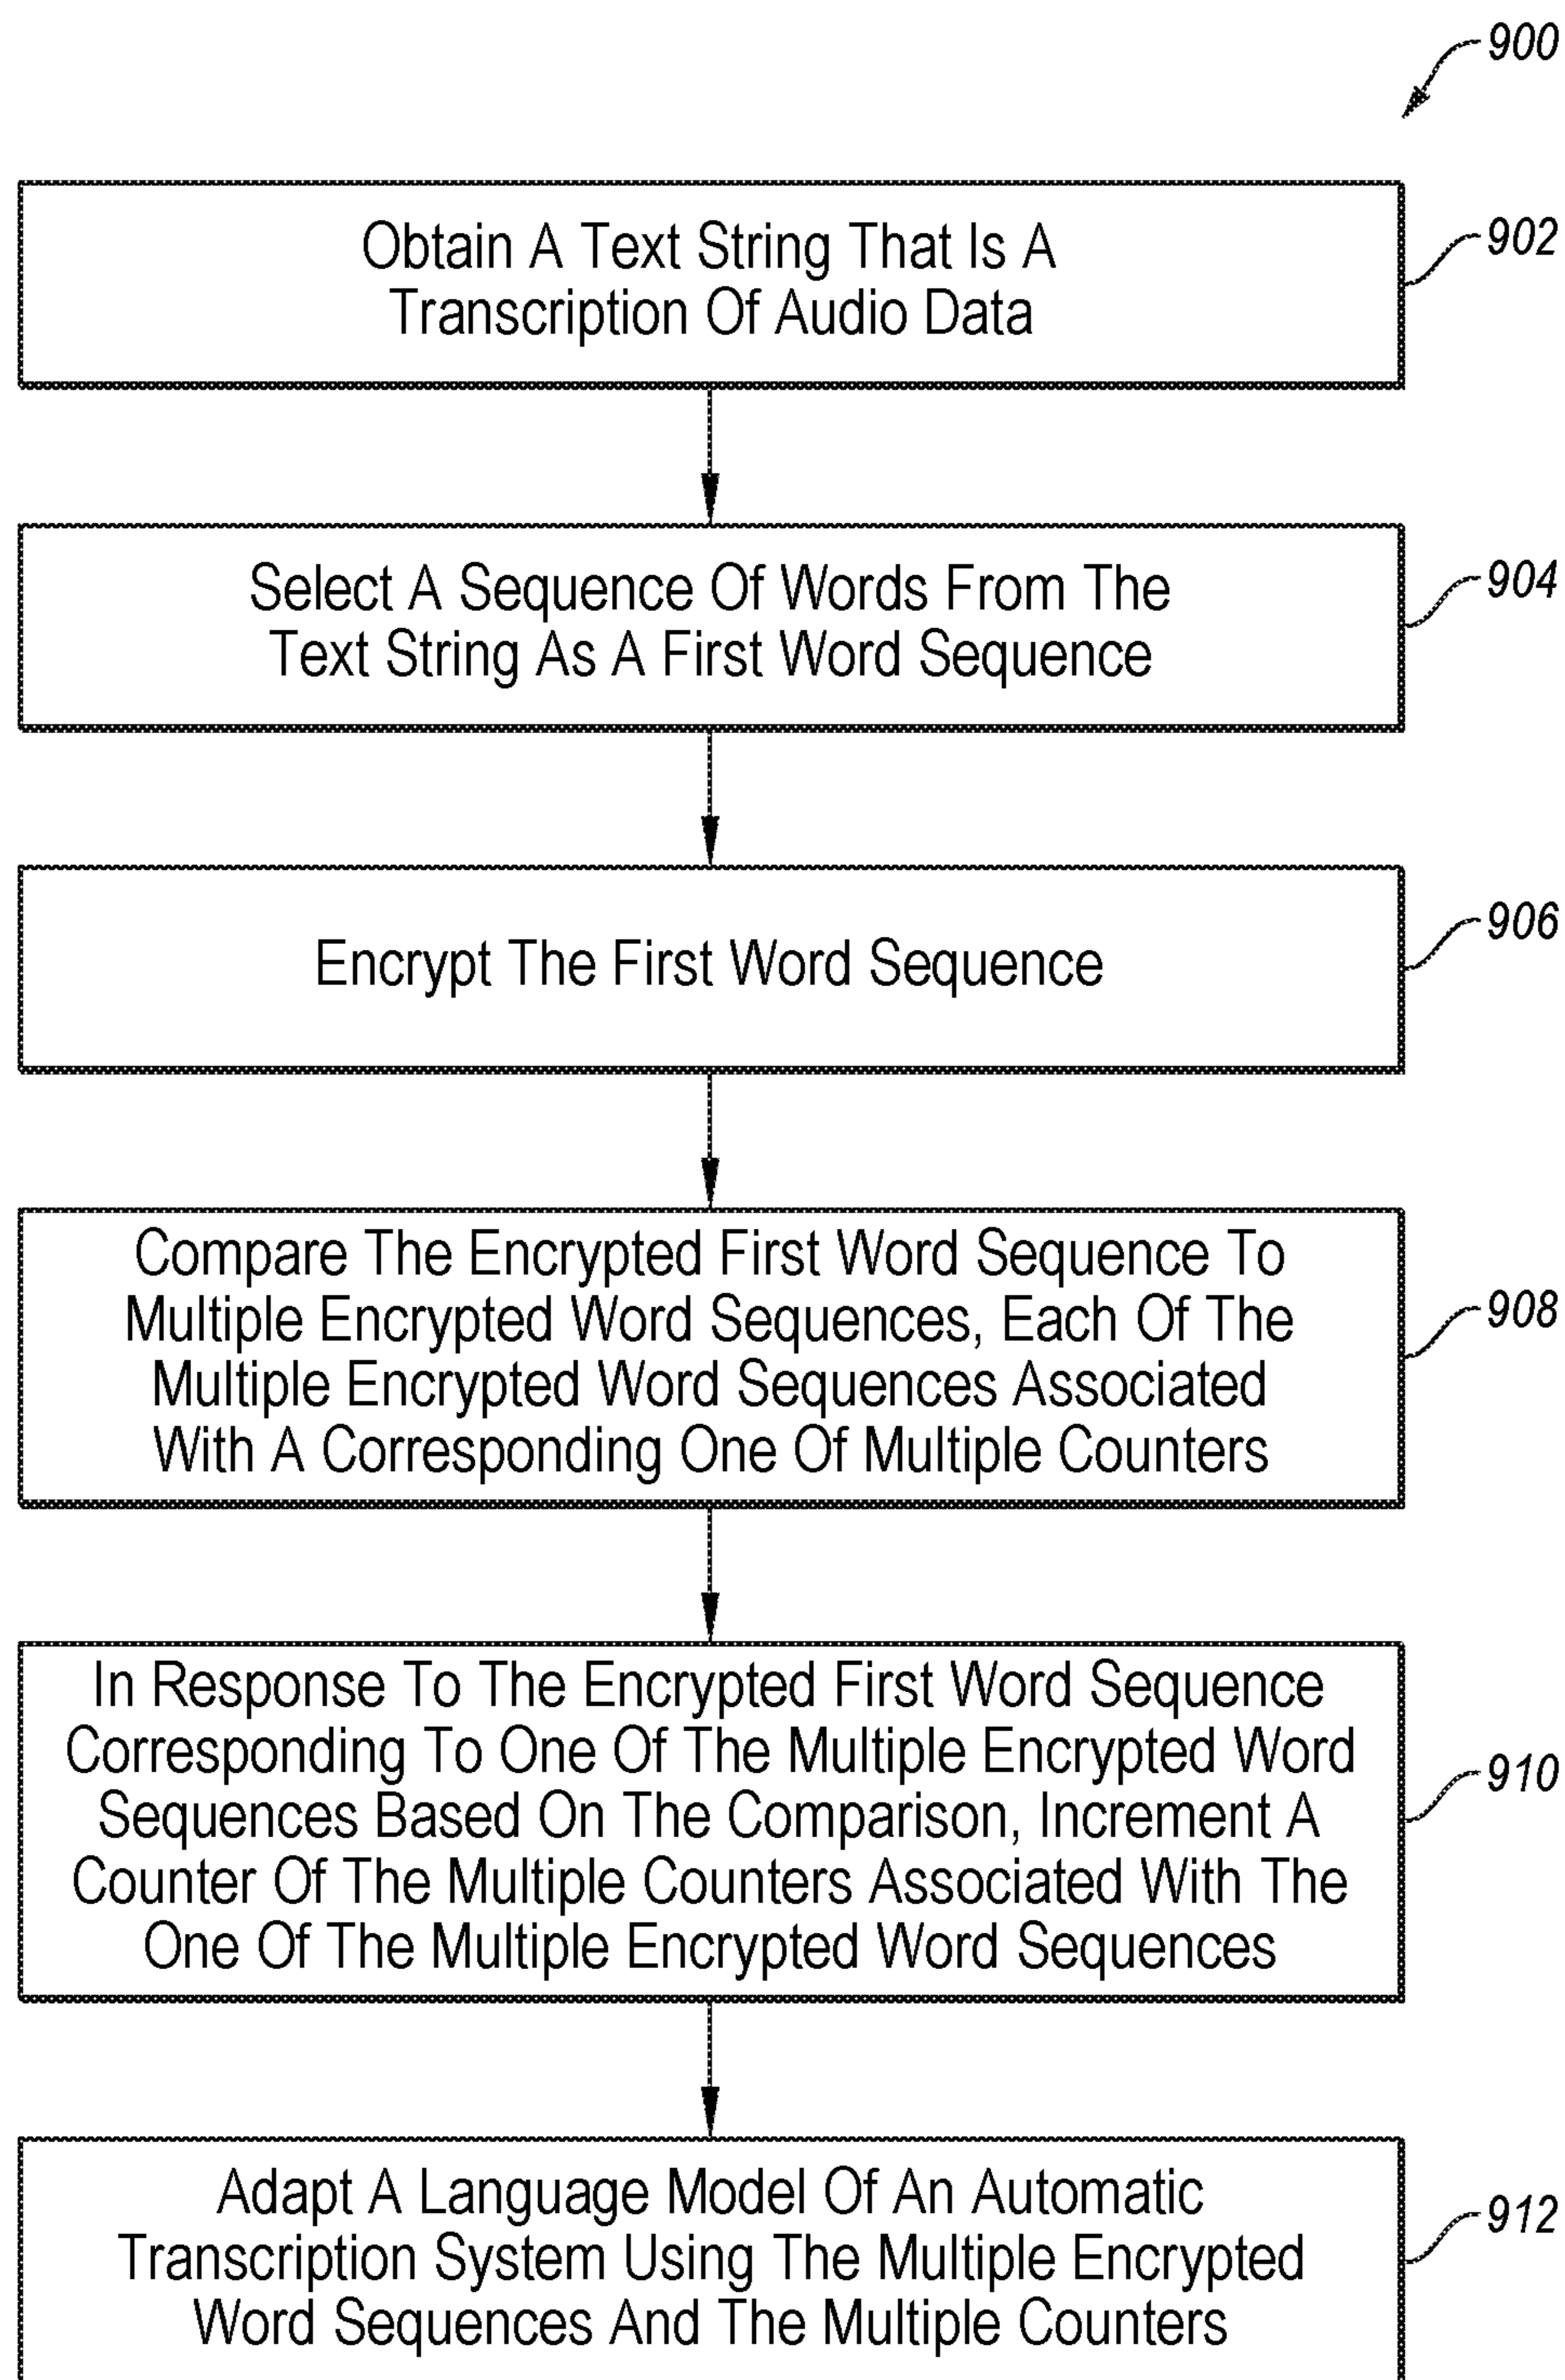 900
Obtain A Text String That Is A
Transcription Of Audio Data
902
Select A Sequence Of Words From The
Text String As A First Word Sequence
904
Encrypt The First Word Sequence
906
Compare The Encrypted First Word Sequence To
Multiple Encrypted Word Sequences, Each Of The
Multiple Encrypted Word Sequences Associated
With A Corresponding One Of Multiple Counters
908
In Response To The Encrypted First Word Sequence
Corresponding To One Of The Multiple Encrypted Word
Sequences Based On The Comparison, Increment A
Counter Of The Multiple Counters Associated With The
One Of The Multiple Encrypted Word Sequences
910
Adapt A Language Model Of An Automatic
Transcription System Using The Multiple Encrypted
Word Sequences And The Multiple Counters
912